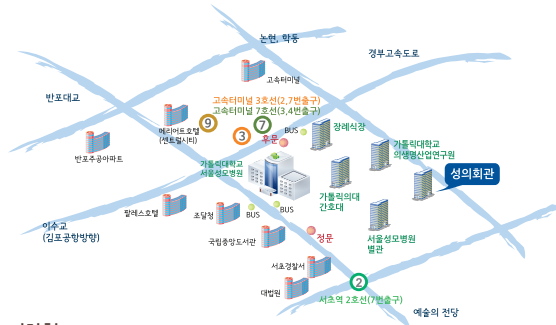 논현, 학동
경부고속도로
고속터미널
반포대교
고속터미널 3호선(2,7번출구)
고속터미널 7호선(3,4번출구)
9
메리어트호텔
(센트럴시티)
3
7
후문
BUS
장례식장
반포주공아파트
가톨릭대학교
서울성모병원
가톨릭대학교
의생명산업연구원
성의회관
가톨릭의대
간호대
팔레스호텔
조달청
BUS
BUS
이수교
(김포공항방향)
국립중앙도서관
정문
서울성모병원
별관
서초경찰서
대법원
2
서초역 2호선(7번출구)
예술의 전당